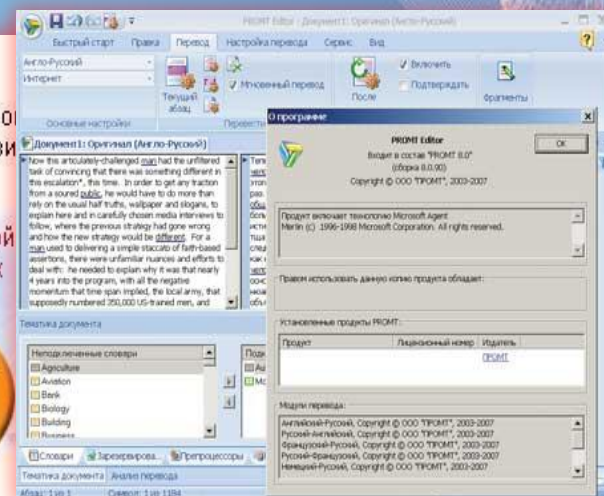 PROMT Editor - Документ1: Оригинал (Англо-Русский)
Быстрый старт Правка Перевод Настройка перевода Сервис Вид
Англо-Русский
Интернет
Текущий абзац
Мгновенный перевод
После
Включить
Подтверждать
Фрагменты
Основные настройки
Документ1: Оригинал (Англо-Русский)
Now this articulately-challenged man had the unfiltered
task of convincing that there was something different in
this escalation*, this time. In order to get any traction
from a soured public, he would have to do more than
rely on the usual half truths, wallpaper and slogans, to
explain here and in carefully chosen media interviews to
follow, where the previous strategy had gone wrong
and how the new strategy would be different. For a
man used to delivering a simple staccato of faith-based
assertions, there were unfamiliar nuances and efforts to
deal with: he needed to explain why it was that nearly
4 years into the program, with all the negative
momentum that time span implied, the local army, that
supposedly numbered 350,000 US-trained men, and
Тематика документа
Неподключенные словари
Agriculture
Aviation
Bank
Biology
Building
Business
Словари Зарезервирова... Препроцессоры
Тематика документа Анализ перевода
Абзац: 1 из 1 Символ: 1 из 1184
О программе
PROMT Editor
Входит в состав "PROMT 8.0"
(сборка 8.0.90)
Copyright © ООО "ПРОМТ", 2003-2007
OK
Продукт включает технологию Microsoft Agent
Merlin (c) 1996-1998 Microsoft Corporation. All rights reserved.
Правом использовать данную копию продукта обладает:
Установленные продукты PROMT:
Продукт Лицензионный номер Издатель
ПРОМТ
Модули перевода:
Английский-Русский, Copyright © ООО "ПРОМТ", 2003-2007
Русский-Английский, Copyright © ООО "ПРОМТ", 2003-2007
Французский-Русский, Copyright © ООО "ПРОМТ", 2003-2007
Русский-Французский, Copyright © ООО "ПРОМТ", 2003-2007
Немецкий-Русский, Copyright © ООО "ПРОМТ", 2003-2007